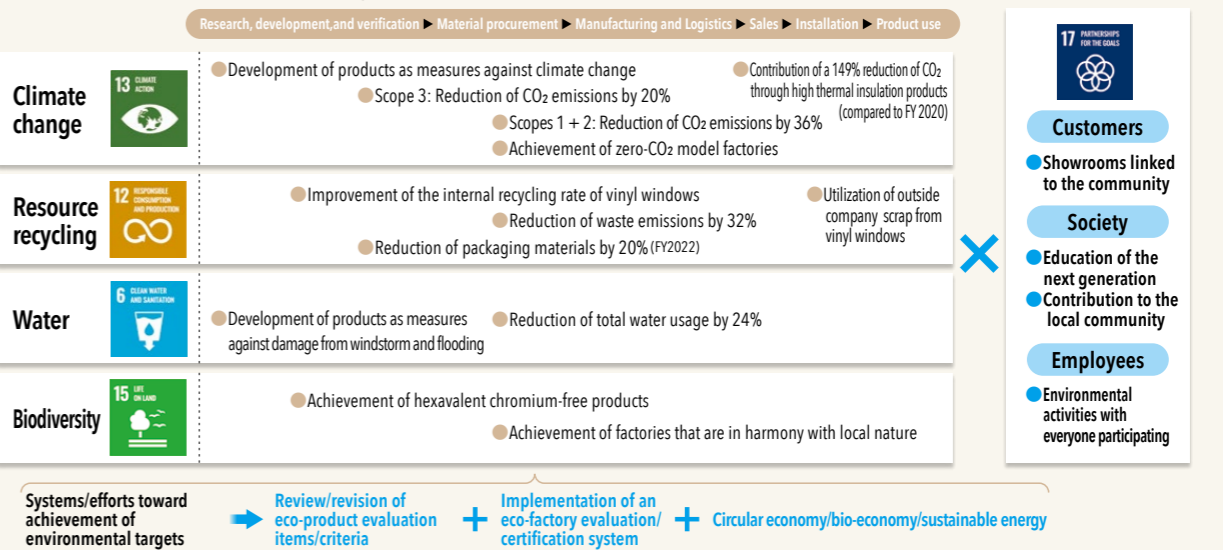 Research, development,and verification ▶ Material procurement ▶ Manufacturing and Logistics ▶ Sales ▶ Installation ▶ Product use
Climate
change
13 CLIMATE
ACTION
●Development of products as measures against climate change
●Scope 3: Reduction of CO₂ emissions by 20%
●Scopes 1 + 2: Reduction of CO₂ emissions by 36%
●Achievement of zero-CO₂ model factories
●Contribution of a 149% reduction of CO₂
through high thermal insulation products
(compared to FY 2020)
Resource
recycling
12 RESPONSIBLE
CONSUMPTION
AND PRODUCTION
●Improvement of the internal recycling rate of vinyl windows
●Reduction of waste emissions by 32%
●Reduction of packaging materials by 20% (FY2022)
●Utilization of outside
company scrap from
vinyl windows
Water
6 CLEAN WATER
AND SANITATION
●Development of products as measures
against damage from windstorm and flooding
●Reduction of total water usage by 24%
Biodiversity
15 LIFE
ON LAND
●Achievement of hexavalent chromium-free products
●Achievement of factories that are in harmony with local nature
×
17 PARTNERSHIPS
FOR THE GOALS
Customers
●Showrooms linked
to the community
Society
●Education of the
next generation
●Contribution to the
local community
Employees
●Environmental
activities with
everyone participating
Systems/efforts toward
achievement of
environmental targets
Review/revision of
eco-product evaluation
items/criteria
+
Implementation of an
eco-factory evaluation/
certification system
+
Circular economy/bio-economy/sustainable energy